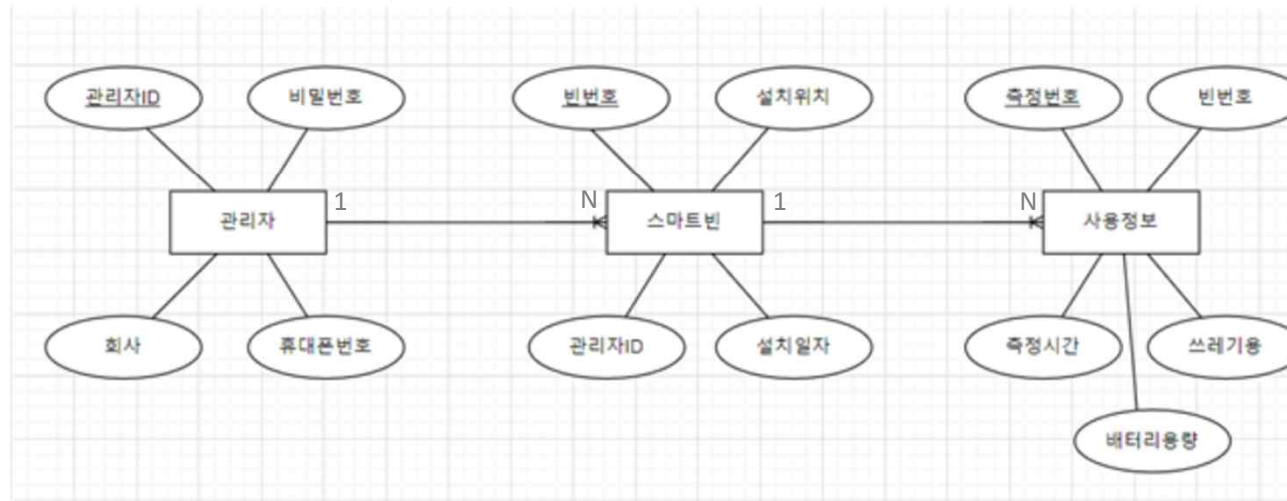 관리자ID
비밀번호
빈번호
설치위치
측정번호
빈번호
관리자
1
N
스마트빈
1
N
사용정보
회사
휴대폰번호
관리자ID
설치일자
측정시간
쓰레기용
배터리용량